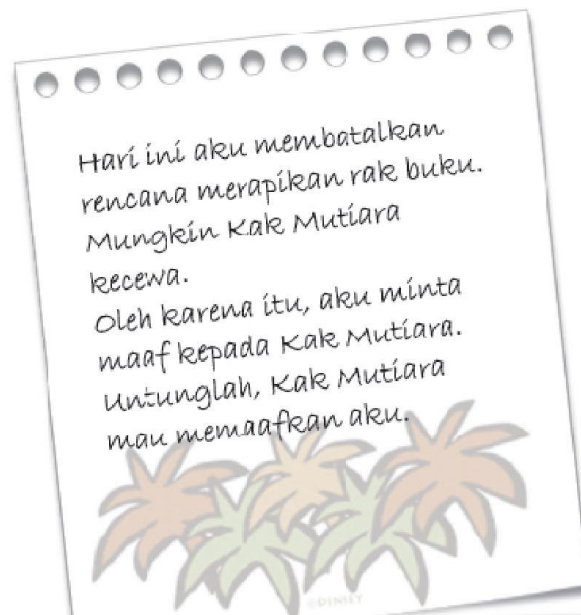 Hari ini aku membatalkan
rencana merapikan rak buku.
Mungkin Kak Mutiara
kecewa.
Oleh karena itu, aku minta
maaf kepada Kak Mutiara.
Untunglah, Kak Mutiara
mau memaafkan aku.